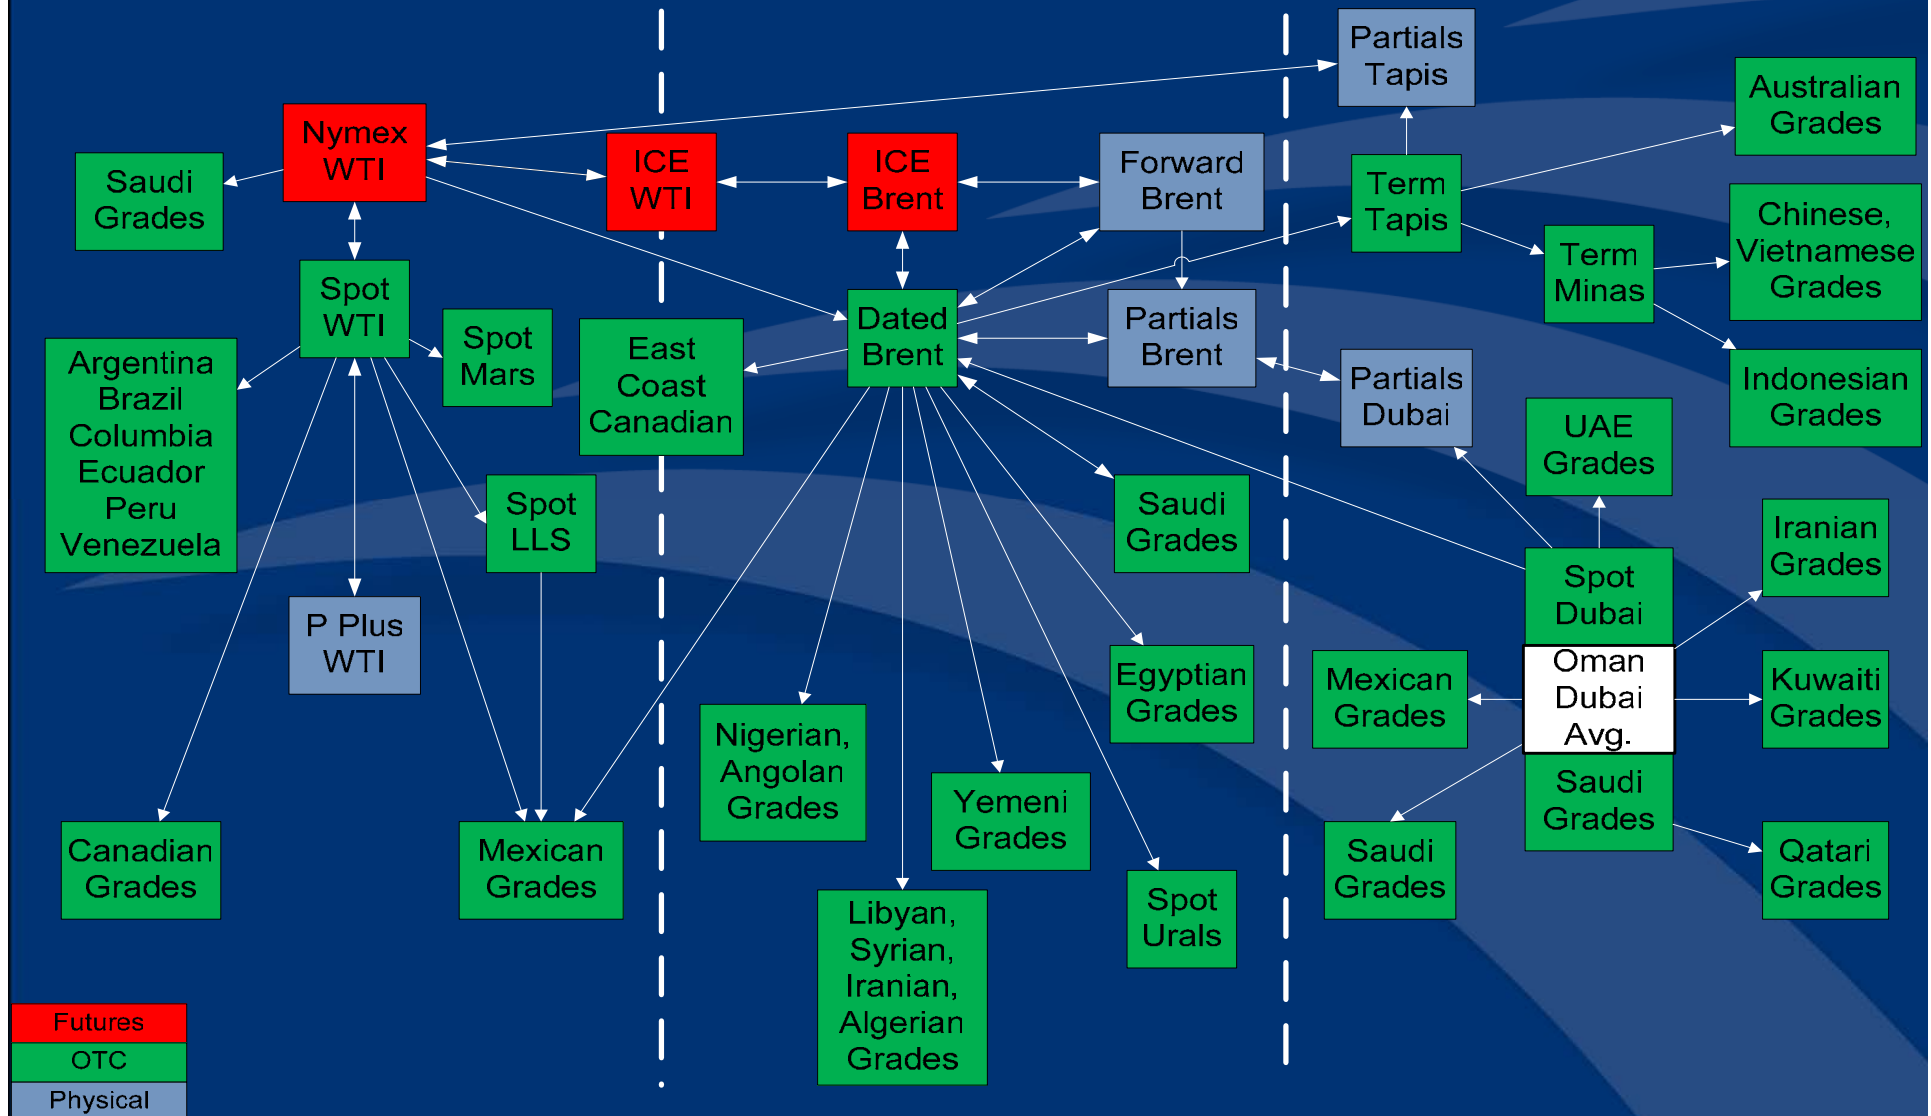 Partials
Tapis
Australian
Grades
Nymex
WTI
ICE
WTI
ICE
Brent
Forward
Brent
Saudi
Grades
Term
Tapis
Chinese,
Vietnamese
Grades
Term
Minas
Spot
WTI
Spot
Mars
East
Coast
Canadian
Dated
Brent
Partials
Brent
Partials
Dubai
Indonesian
Grades
Argentina
Brazil
Columbia
Ecuador
Peru
Venezuela
UAE
Grades
Spot
LLS
Saudi
Grades
Iranian
Grades
Spot
Dubai
P Plus
WTI
Egyptian
Grades
Mexican
Grades
Oman
Dubai
Avg.
Kuwaiti
Grades
Nigerian,
Angolan
Grades
Yemeni
Grades
Saudi
Grades
Canadian
Grades
Mexican
Grades
Saudi
Grades
Qatari
Grades
Libyan,
Syrian,
Iranian,
Algerian
Grades
Spot
Urals
Futures
OTC
Physical